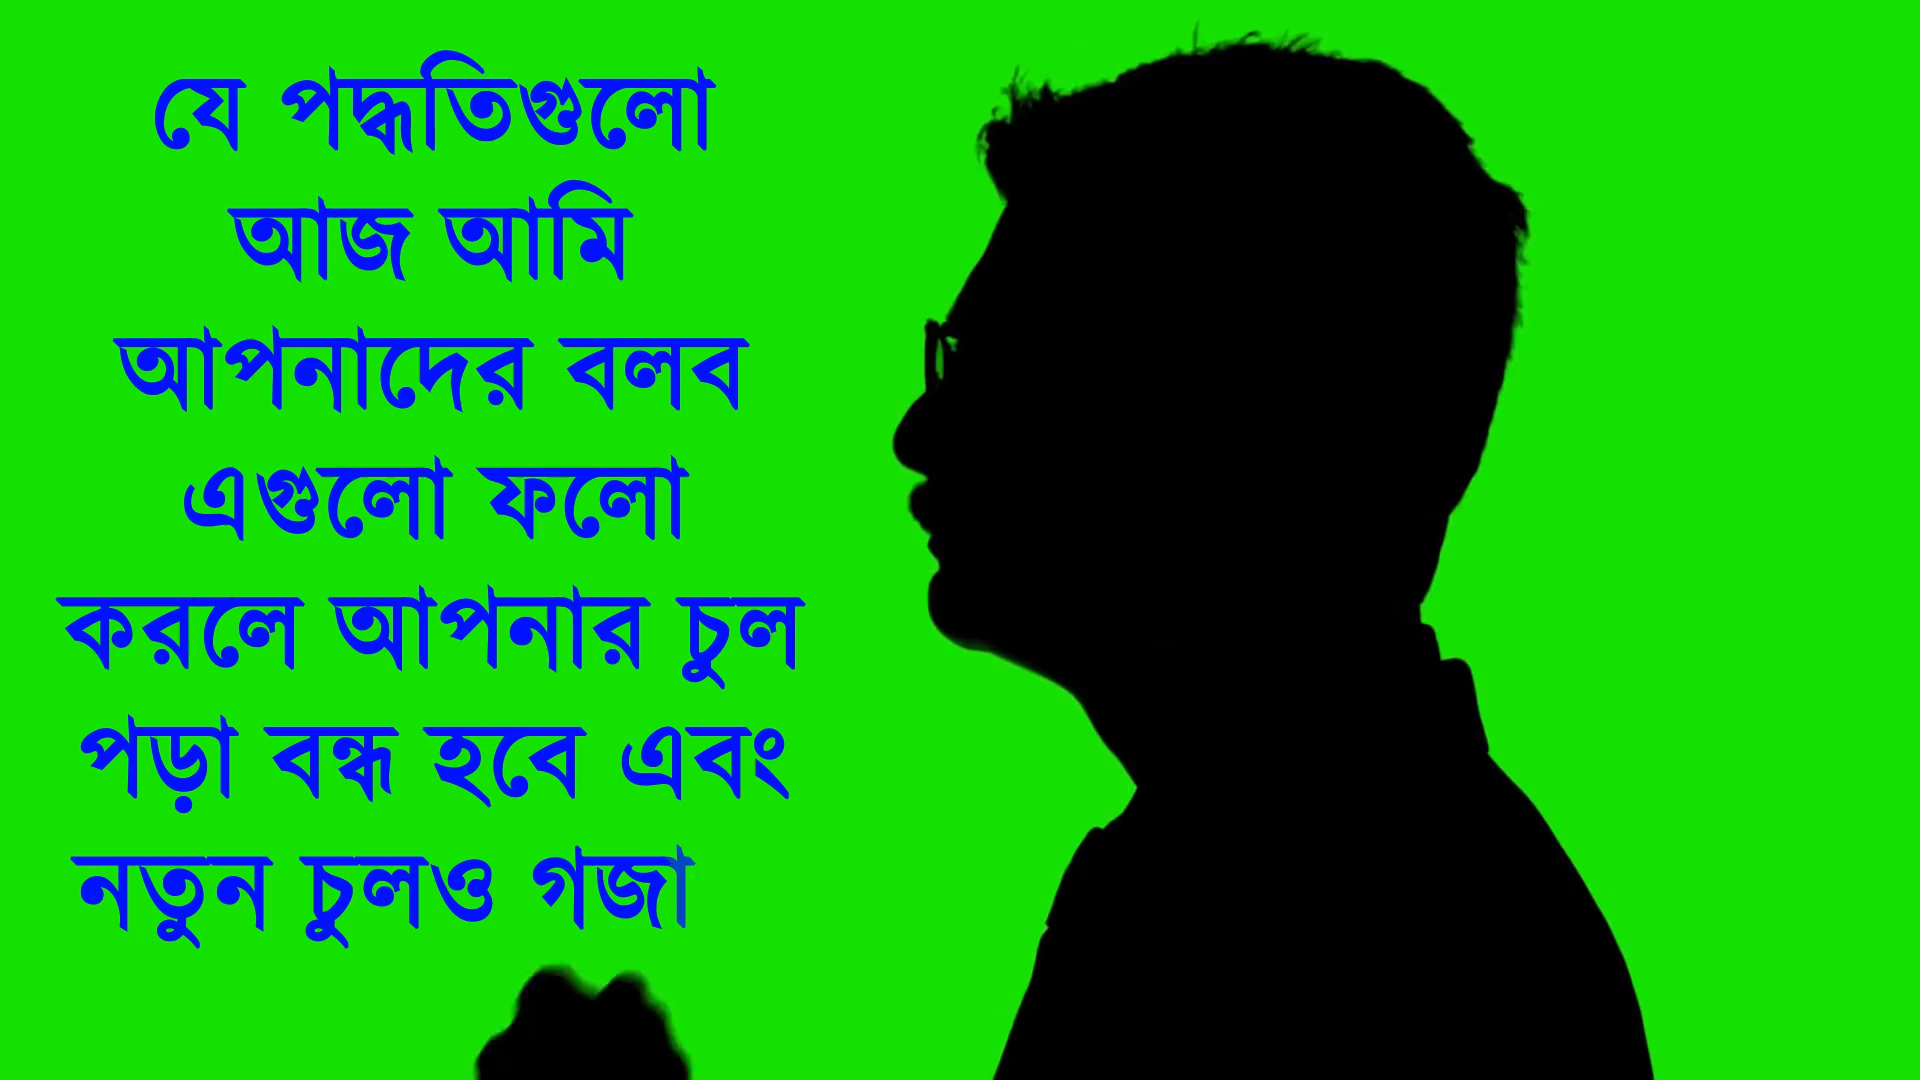 যে পদ্ধতিগুলো
আজ আমি
আপনাদের বলব
এগুলো ফলো
করলে আপনার চুল
পড়া বন্ধ হবে এবং
নতুন চুলও গজা